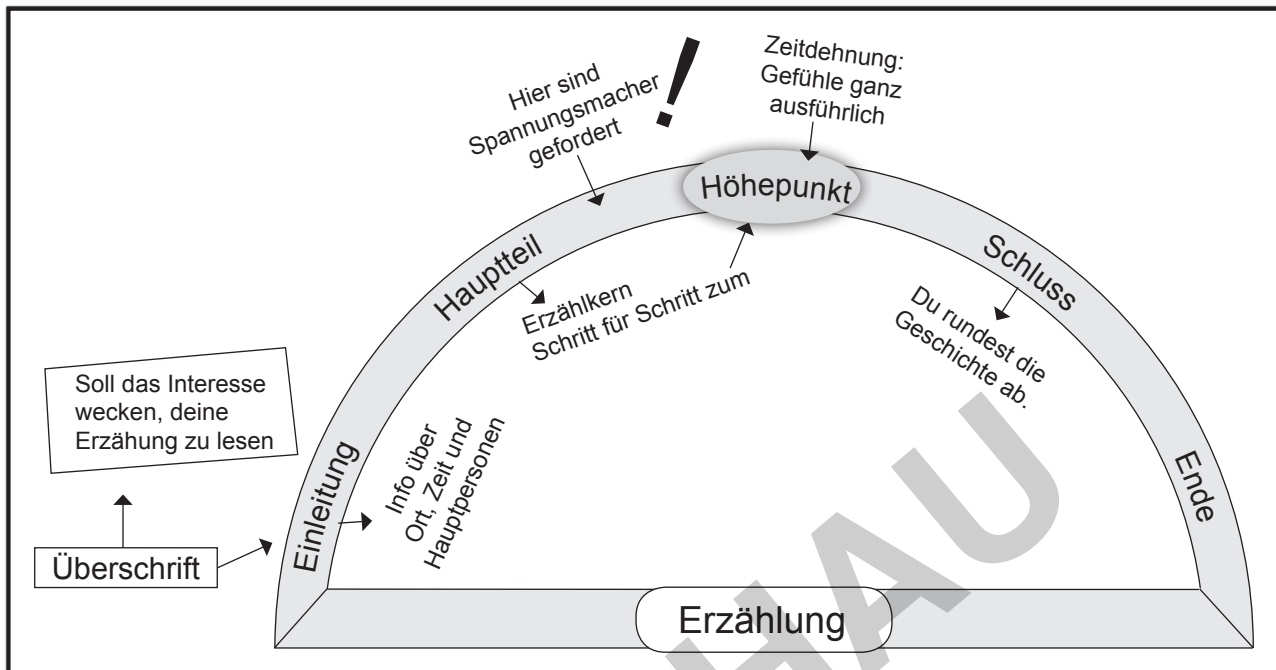 Hier sind
Spannungsmacher
gefordert
!
Zeitdehnung:
Gefühle ganz
ausführlich
Höhepunkt
Hauptteil
Schluss
Erzählkern
Schritt für Schritt zum
Du rundest die
Geschichte ab.
Soll das Interesse
wecken, deine
Erzähung zu lesen
Einleitung
Info über
Ort, Zeit und
Hauptpersonen
Ende
Überschrift
Erzählung
HAU